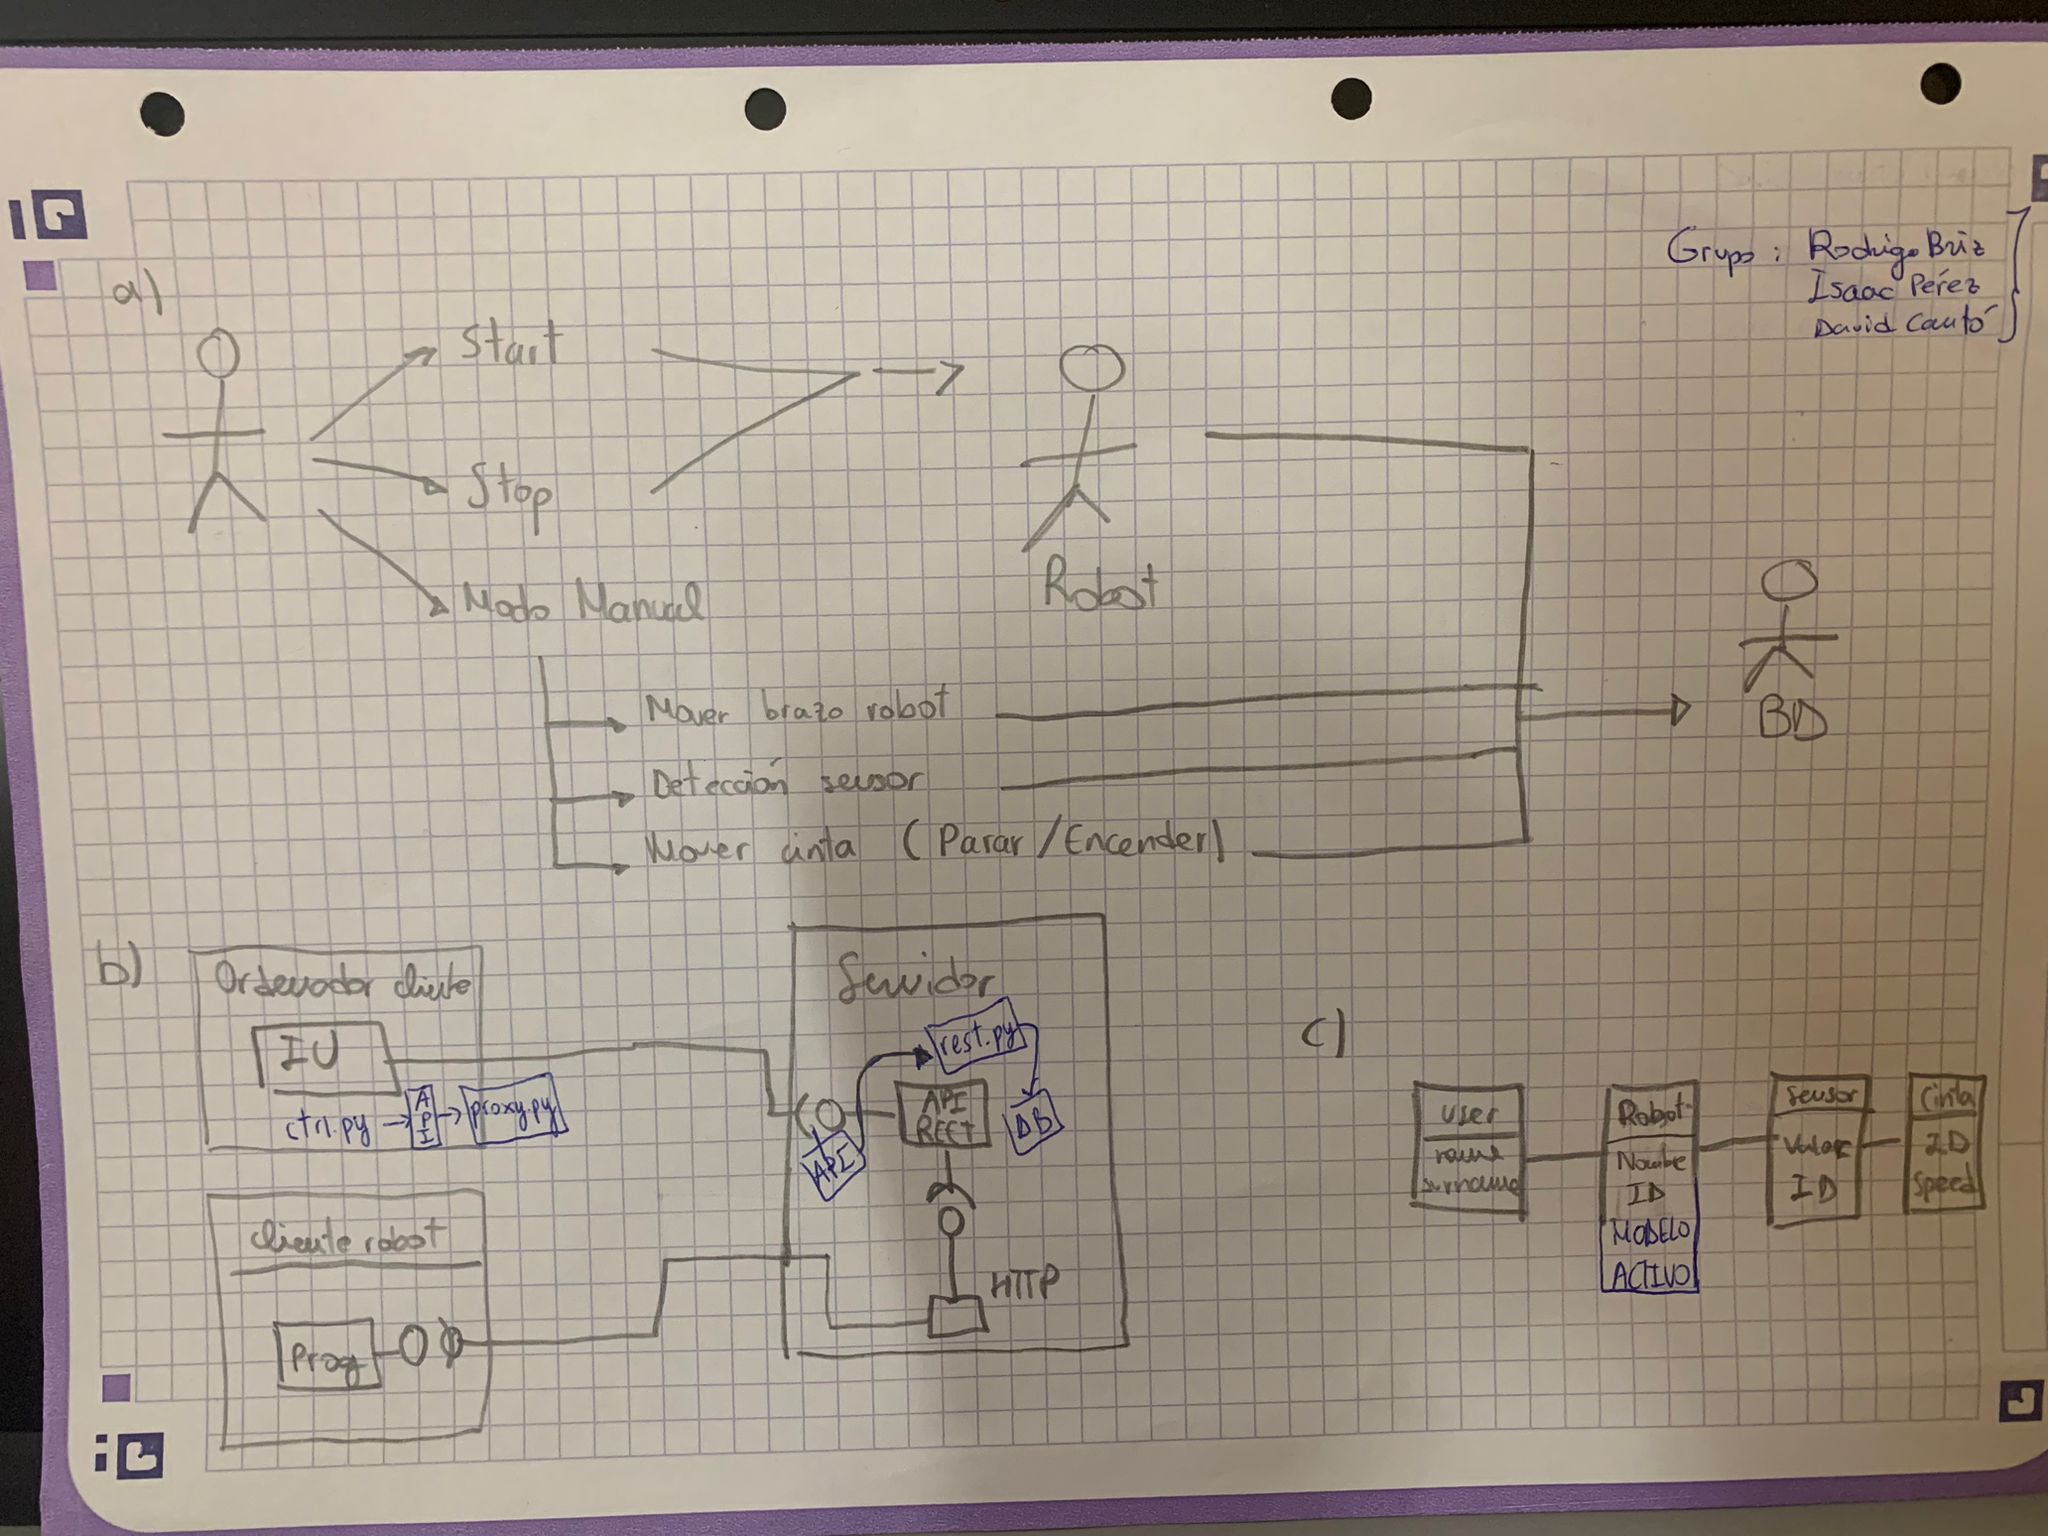 Grupo: Rodrigo Briz
Isaac Pérez
David Cantó
a)
Start
Stop
Modo Manual
Robot
BD
Mover brazo robot
Detección sensor
Mover cinta (Parar/Encender)
b)
Ordenador cliente
IU
ctrl.py
API
proxy.py
Servidor
rest.py
API
REST
DB
API
HTTP
cliente robot
Prog
c)
user
name
surname
Robot
Nombre
ID
MODELO
ACTIVO
Sensor
Valor
ID
Cinta
ID
Speed